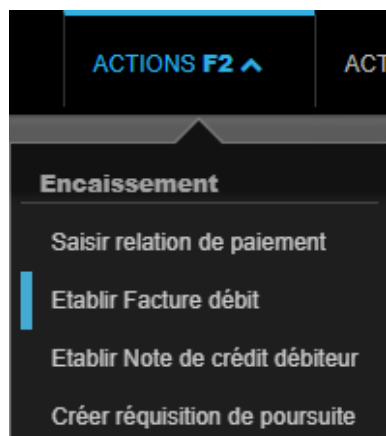 ACTIONS F2
ACT
Encaissement
Saisir relation de paiement
Etablir Facture débit
Etablir Note de crédit débiteur
Créer réquisition de poursuite